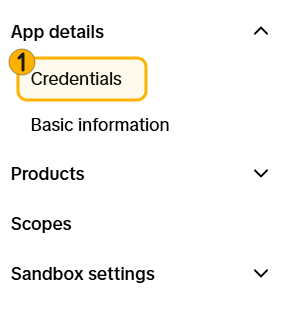 App details
1
Credentials
Basic information
Products
Scopes
Sandbox settings